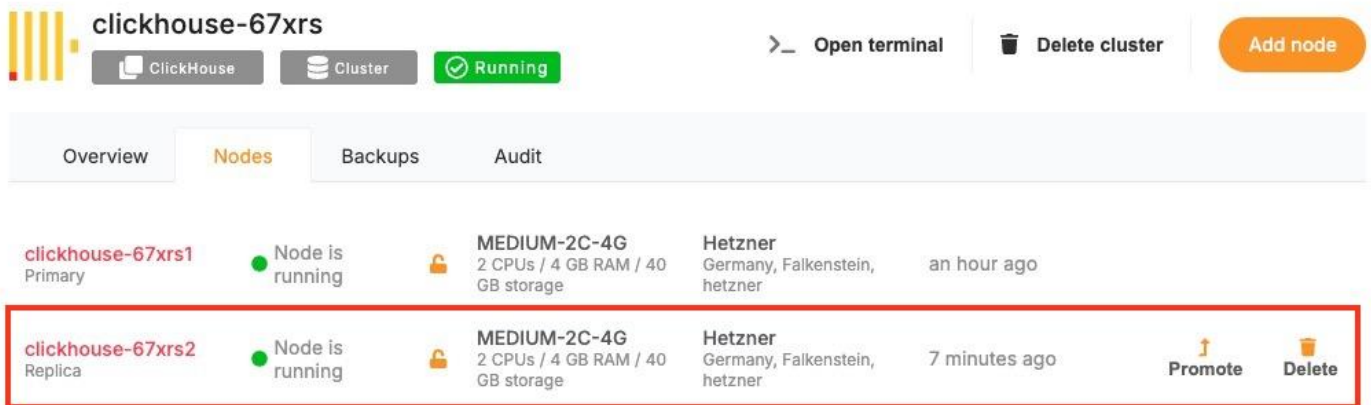 clickhouse-67xrs
ClickHouse
Cluster
Running
>_ Open terminal
Delete cluster
Add node
Overview
Nodes
Backups
Audit
clickhouse-67xrs1
Primary
Node is
running
MEDIUM-2C-4G
2 CPUs / 4 GB RAM / 40
GB storage
Hetzner
Germany, Falkenstein,
hetzner
an hour ago
clickhouse-67xrs2
Replica
Node is
running
MEDIUM-2C-4G
2 CPUs / 4 GB RAM / 40
GB storage
Hetzner
Germany, Falkenstein,
hetzner
7 minutes ago
Promote
Delete